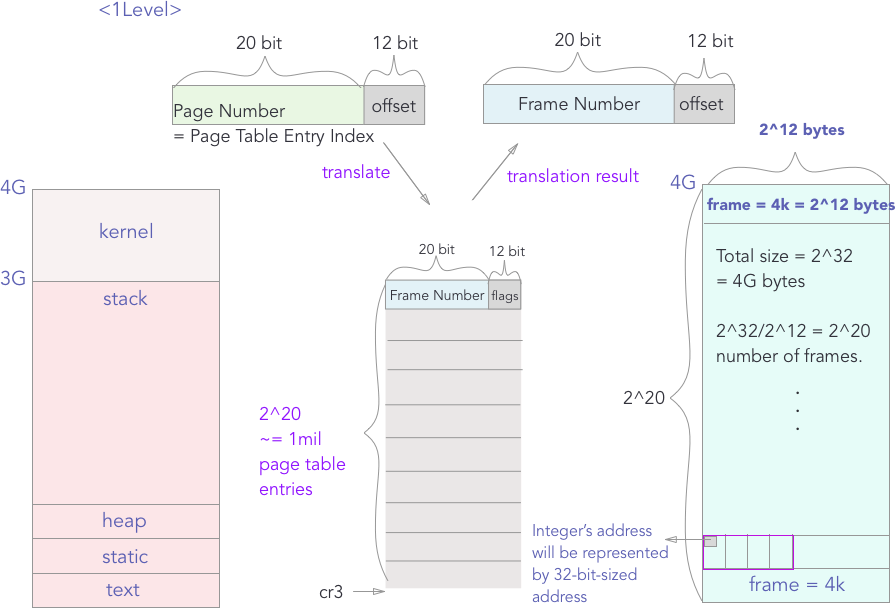 <1Level>
20 bit
12 bit
Page Number
offset
= Page Table Entry Index
20 bit
12 bit
Frame Number
offset
translate
translation result
4G
kernel
3G
stack
heap
static
text
20 bit
12 bit
Frame Number
flags
2^20
~= 1mil
page table
entries
cr3
2^12 bytes
4G
frame = 4k = 2^12 bytes
Total size = 2^32
= 4G bytes
2^32/2^12 = 2^20
number of frames.
.
.
.
2^20
Integer's address
will be represented
by 32-bit-sized
address
frame = 4k